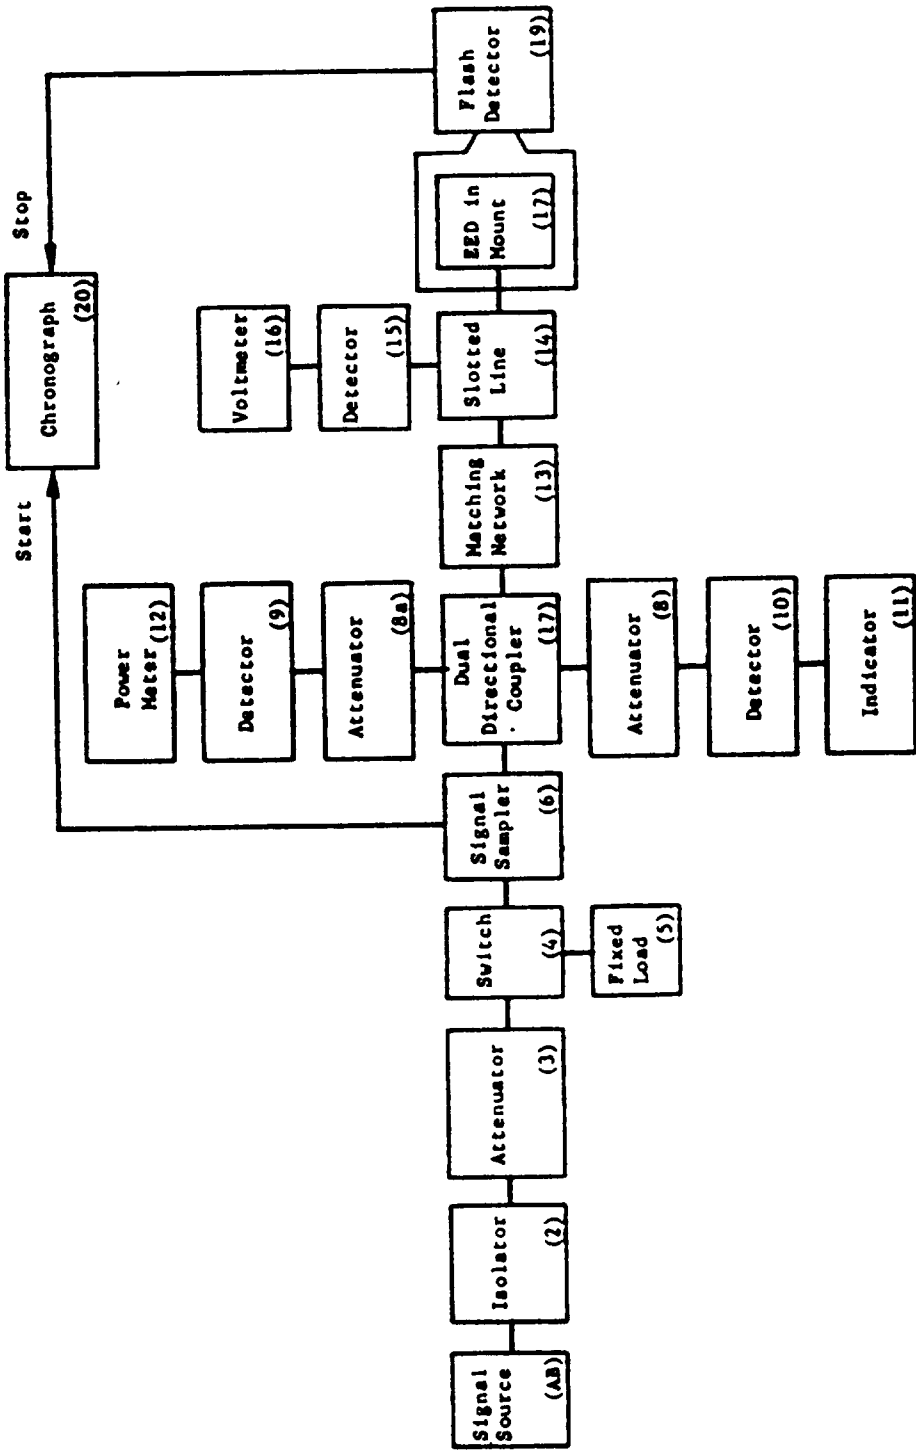 Signal
Source
(AB)
Isolator
(2)
Attenuator
(3)
Switch
(4)
Fixed
Load
(5)
Signal
Sampler
(6)
Start
Power
Meter
(12)
Detector
(9)
Attenuator
(8a)
Dual
Directional
Coupler
(17)
Attenuator
(8)
Detector
(10)
Indicator
(11)
Matching
Network
(13)
Voltmeter
(16)
Detector
(15)
Slotted
Line
(14)
Chronograph
(20)
Stop
EED in
Mount
(17)
Flash
Detector
(19)